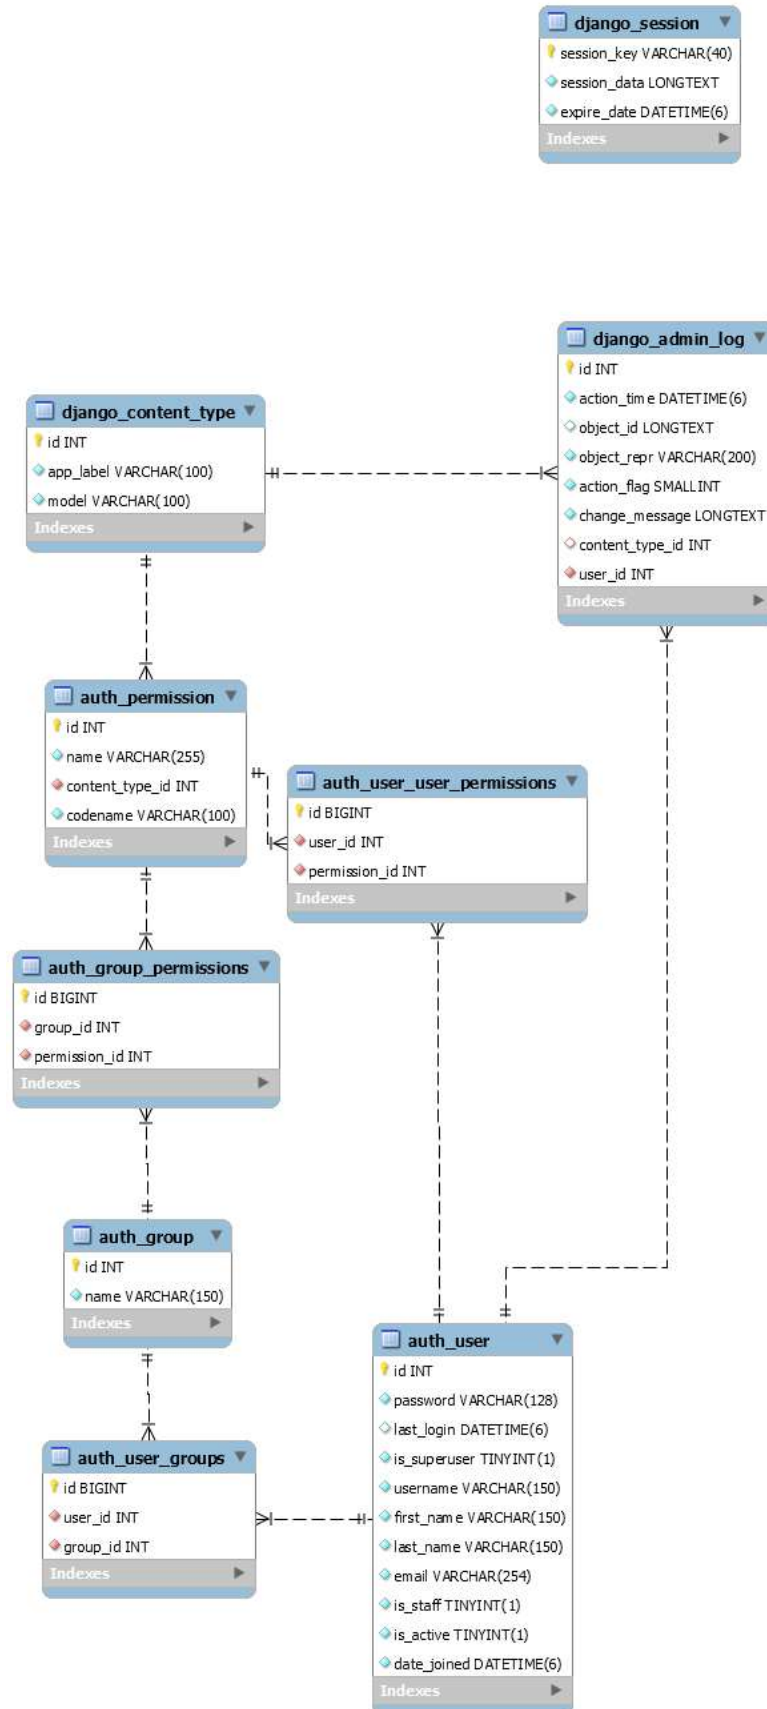 django_session
session_key VARCHAR(40)
session_data LONGTEXT
expire_date DATETIME(6)
Indexes
django_admin_log
id INT
action_time DATETIME(6)
object_id LONGTEXT
object_repr VARCHAR(200)
action_flag SMALLINT
change_message LONGTEXT
content_type_id INT
user_id INT
Indexes
django_content_type
id INT
app_label VARCHAR(100)
model VARCHAR(100)
Indexes
auth_permission
id INT
name VARCHAR(255)
content_type_id INT
codename VARCHAR(100)
Indexes
auth_user_user_permissions
id BIGINT
user_id INT
permission_id INT
Indexes
auth_group_permissions
id BIGINT
group_id INT
permission_id INT
Indexes
auth_group
id INT
name VARCHAR(150)
Indexes
auth_user
id INT
password VARCHAR(128)
last_login DATETIME(6)
is_superuser TINYINT(1)
username VARCHAR(150)
first_name VARCHAR(150)
last_name VARCHAR(150)
email VARCHAR(254)
is_staff TINYINT(1)
is_active TINYINT(1)
date_joined DATETIME(6)
Indexes
auth_user_groups
id BIGINT
user_id INT
group_id INT
Indexes